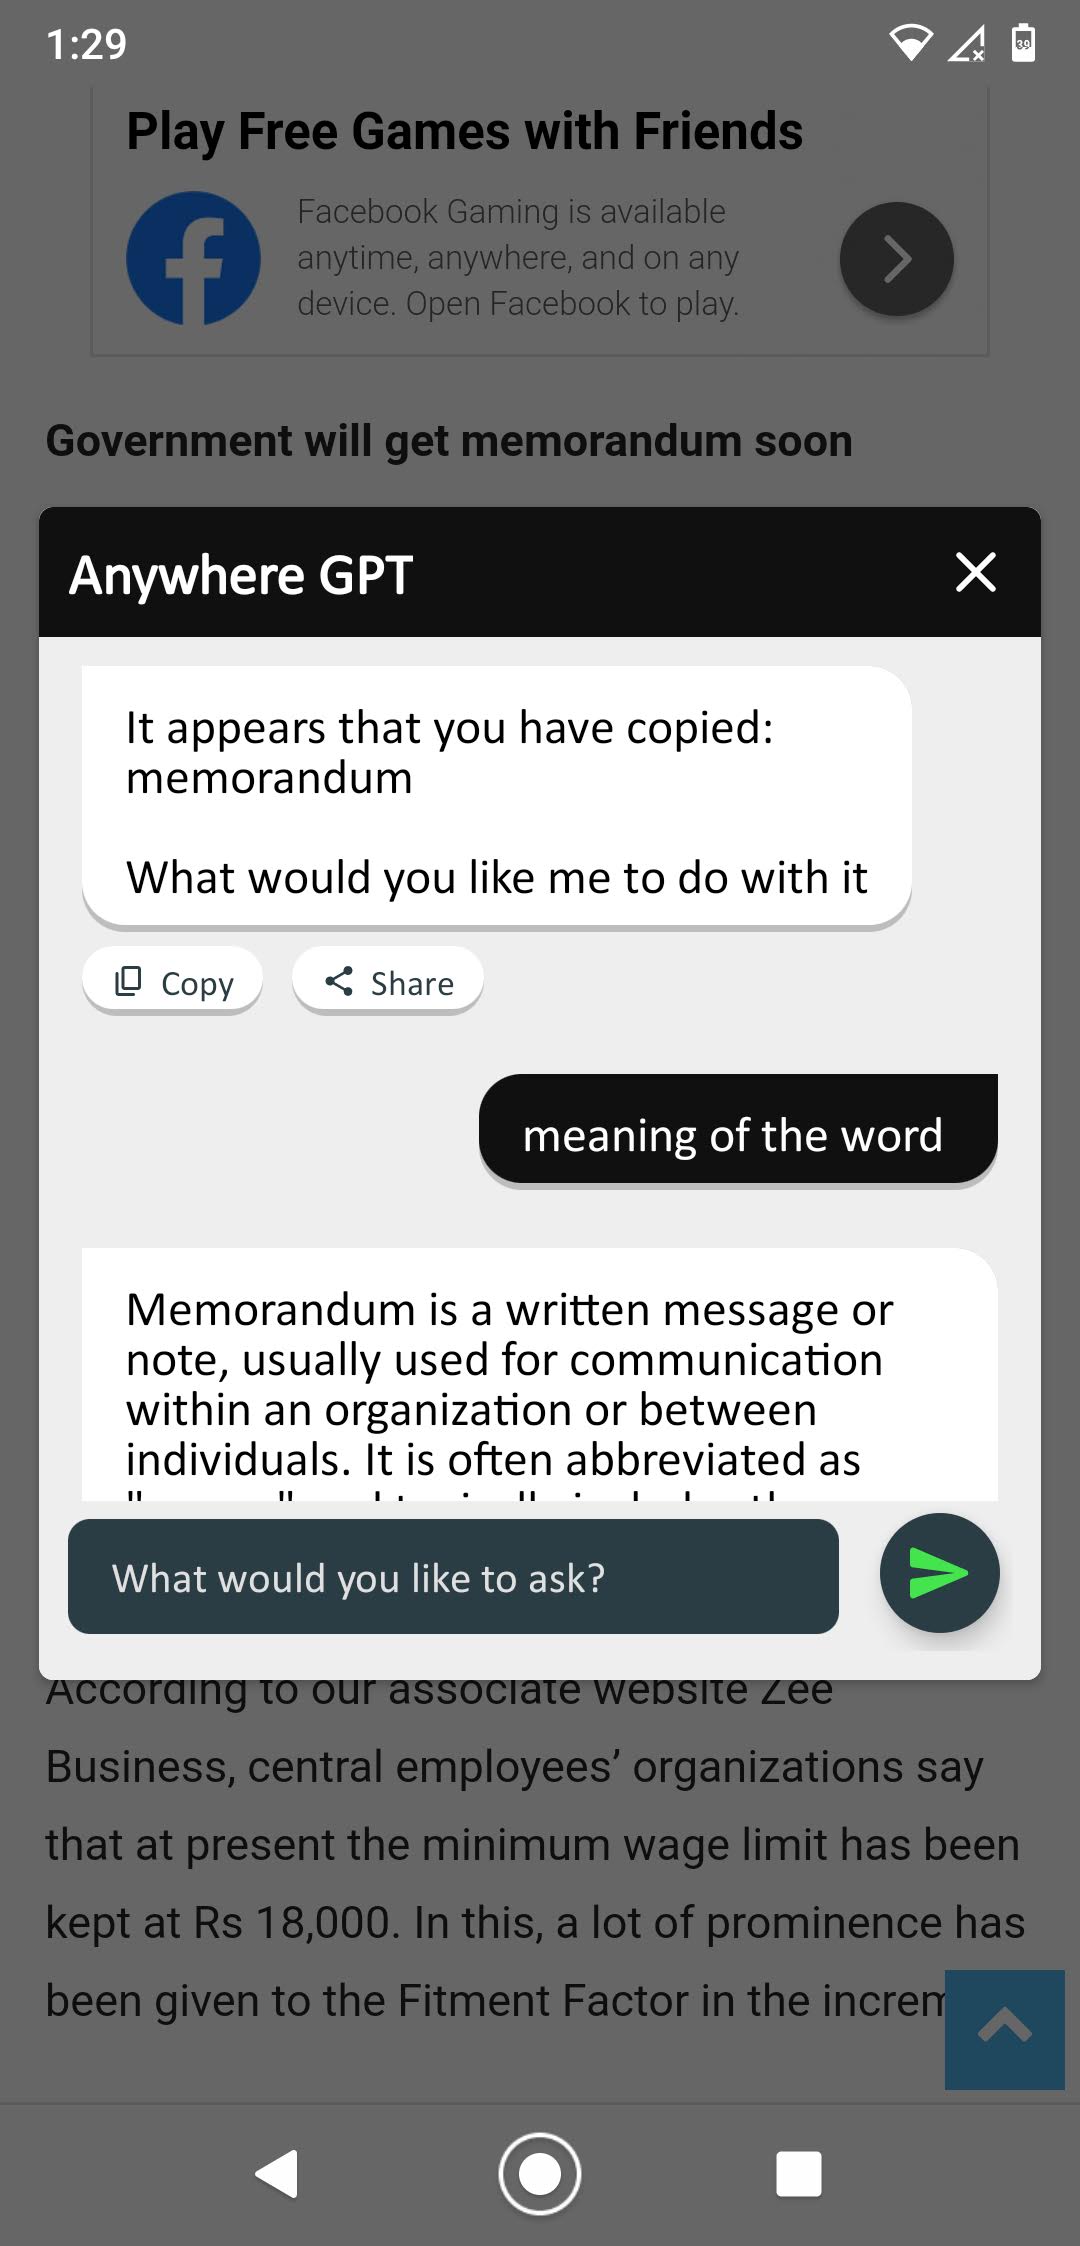 1:29
39
Play Free Games with Friends
Facebook Gaming is available
anytime, anywhere, and on any
device. Open Facebook to play.
Government will get memorandum soon
Anywhere GPT
It appears that you have copied:
memorandum
What would you like me to do with it
Copy
Share
meaning of the word
Memorandum is a written message or
note, usually used for communication
within an organization or between
individuals. It is often abbreviated as
What would you like to ask?
According to our associate website Zee
Business, central employees’ organizations say
that at present the minimum wage limit has been
kept at Rs 18,000. In this, a lot of prominence has
been given to the Fitment Factor in the increm